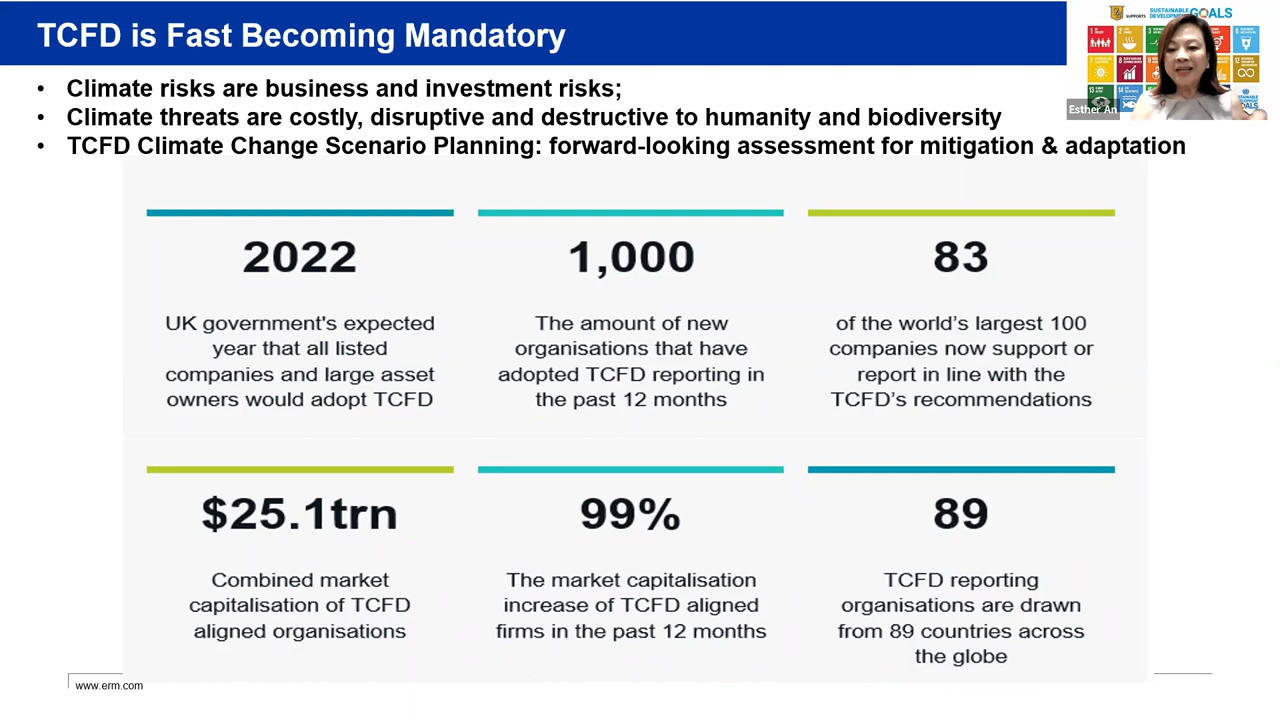 TCFD is Fast Becoming Mandatory
SUPPORTS
SUSTAINABLE
DEVELOPMENT GOALS
Esther An
• Climate risks are business and investment risks;
• Climate threats are costly, disruptive and destructive to humanity and biodiversity
• TCFD Climate Change Scenario Planning: forward-looking assessment for mitigation & adaptation
2022
UK government's expected
year that all listed
companies and large asset
owners would adopt TCFD
1,000
The amount of new
organisations that have
adopted TCFD reporting in
the past 12 months
83
of the world's largest 100
companies now support or
report in line with the
TCFD's recommendations
$25.1trn
Combined market
capitalisation of TCFD
aligned organisations
99%
The market capitalisation
increase of TCFD aligned
firms in the past 12 months
89
TCFD reporting
organisations are drawn
from 89 countries across
the globe
www.erm.com